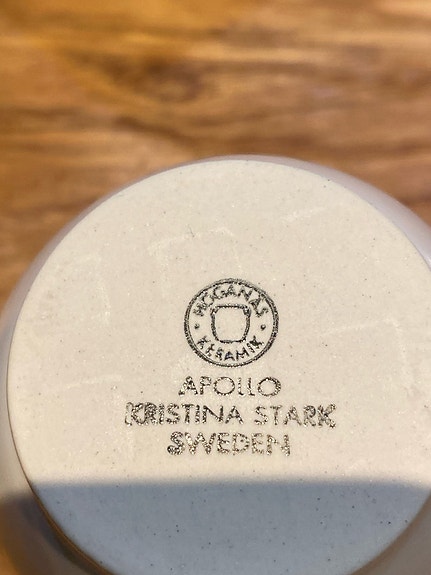 HÖGANÄS
KERAMIK
APOLLO
KRISTINA STARK
SWEDEN